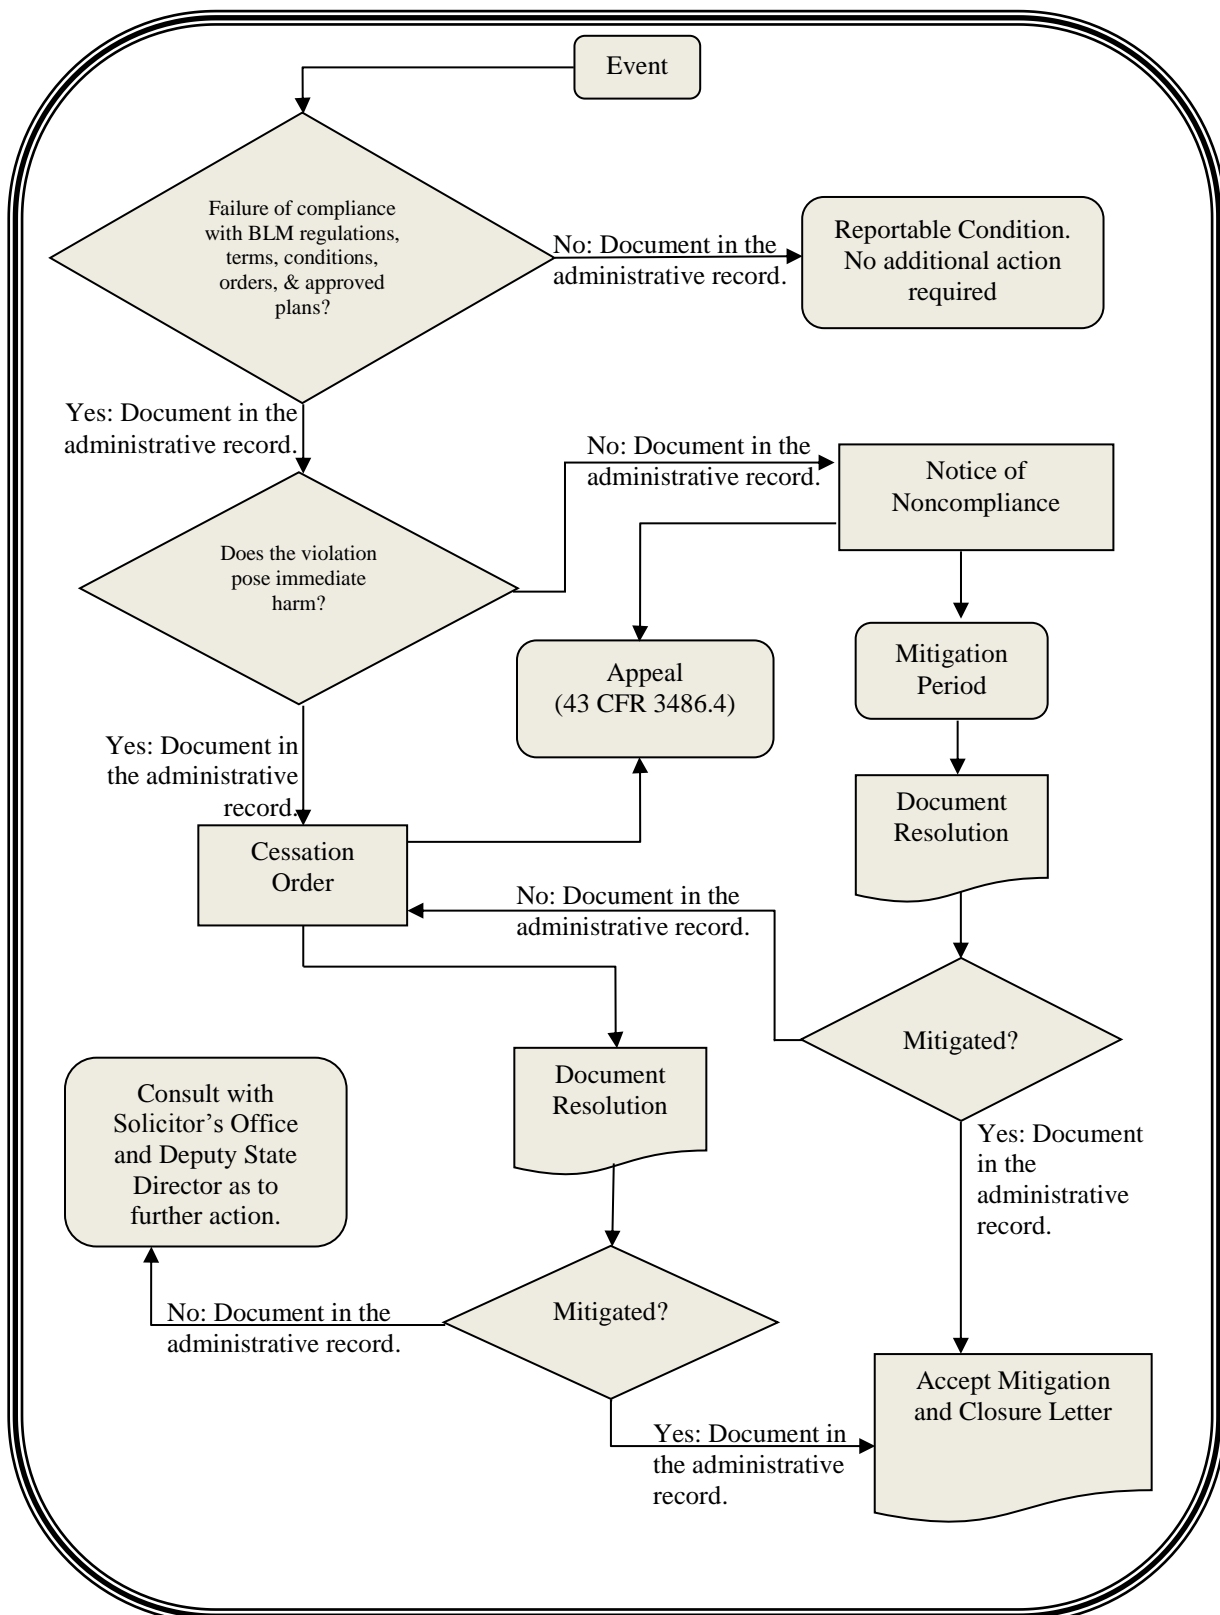 Event
Failure of compliance
with BLM regulations,
terms, conditions,
orders, & approved
plans?
No: Document in the
administrative record.
Reportable Condition.
No additional action
required
Yes: Document in the
administrative record.
No: Document in the
administrative record.
Notice of
Noncompliance
Does the violation
pose immediate
harm?
Appeal
(43 CFR 3486.4)
Mitigation
Period
Yes: Document in
the administrative
record.
Document
Resolution
Cessation
Order
No: Document in the
administrative record.
Mitigated?
Document
Resolution
Consult with
Solicitor’s Office
and Deputy State
Director as to
further action.
Yes: Document
in the
administrative
record.
Mitigated?
No: Document in the
administrative record.
Accept Mitigation
and Closure Letter
Yes: Document in
the administrative
record.